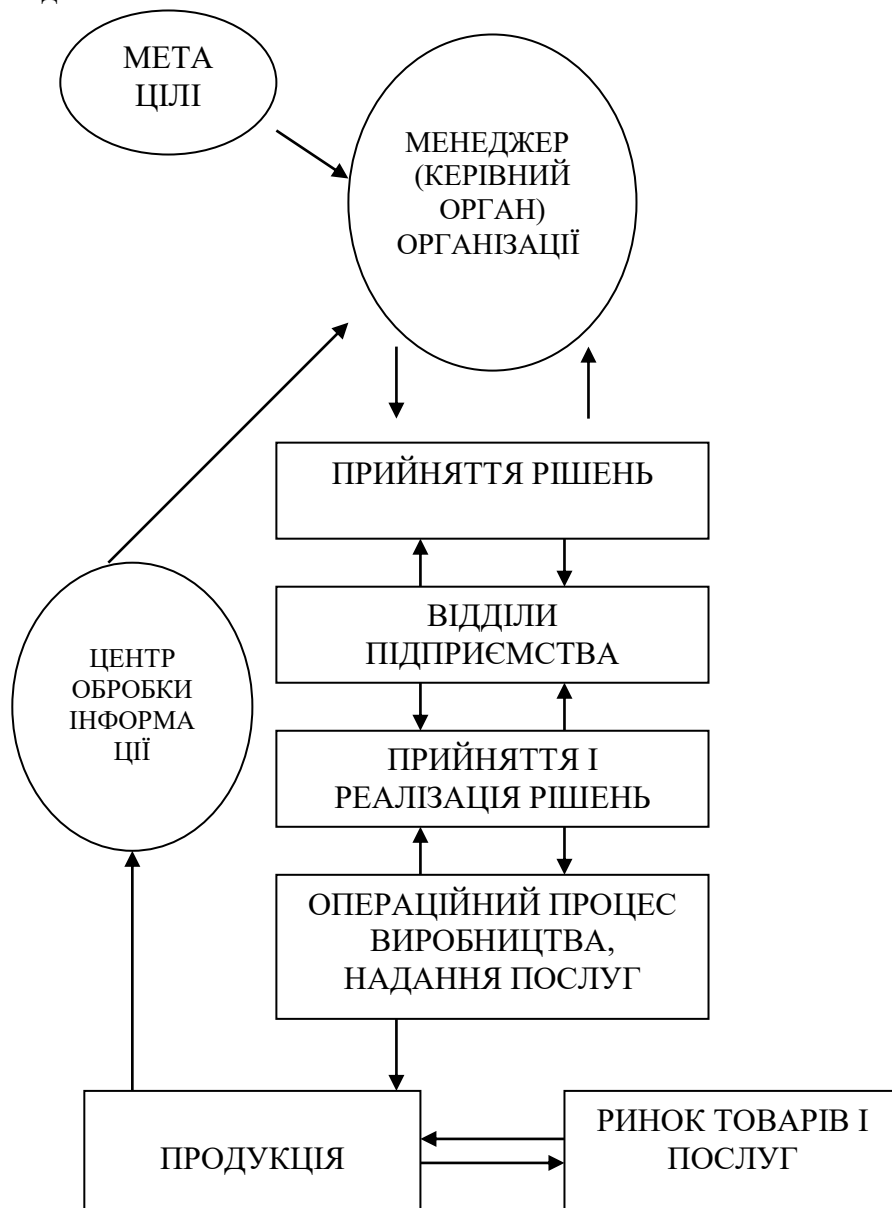 МЕТА
ЦІЛІ
МЕНЕДЖЕР
(КЕРІВНИЙ
ОРГАН)
ОРГАНІЗАЦІЇ
ПРИЙНЯТТЯ РІШЕНЬ
ВІДДІЛИ
ПІДПРИЄМСТВА
ЦЕНТР
ОБРОБКИ
ІНФОРМА
ЦІЇ
ПРИЙНЯТТЯ І
РЕАЛІЗАЦІЯ РІШЕНЬ
ОПЕРАЦІЙНИЙ ПРОЦЕС
ВИРОБНИЦТВА,
НАДАННЯ ПОСЛУГ
ПРОДУКЦІЯ
РИНОК ТОВАРІВ І
ПОСЛУГ